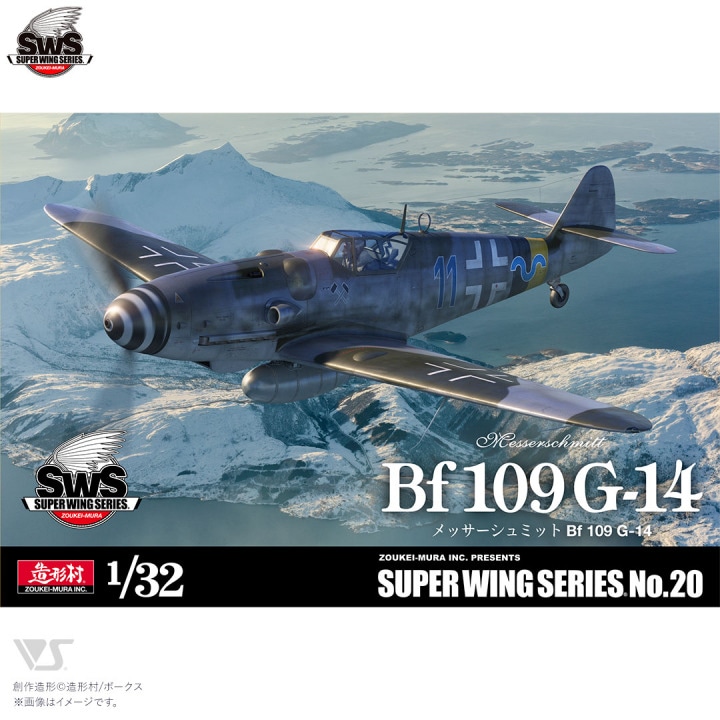 SWS
SUPER WING SERIES.
ZOUKEI-MURA
11
Messerschmitt
Bf 109 G-14
メッサーシュミット Bf 109 G-14
SWS
SUPER WING SERIES.
ZOUKEI-MURA
造形村
ZOUKEI-MURA INC.
1/32
ZOUKEI-MURA INC. PRESENTS
SUPER WING SERIES. No.20
VS
創作造形©造形村/ボークス
※画像はイメージです。